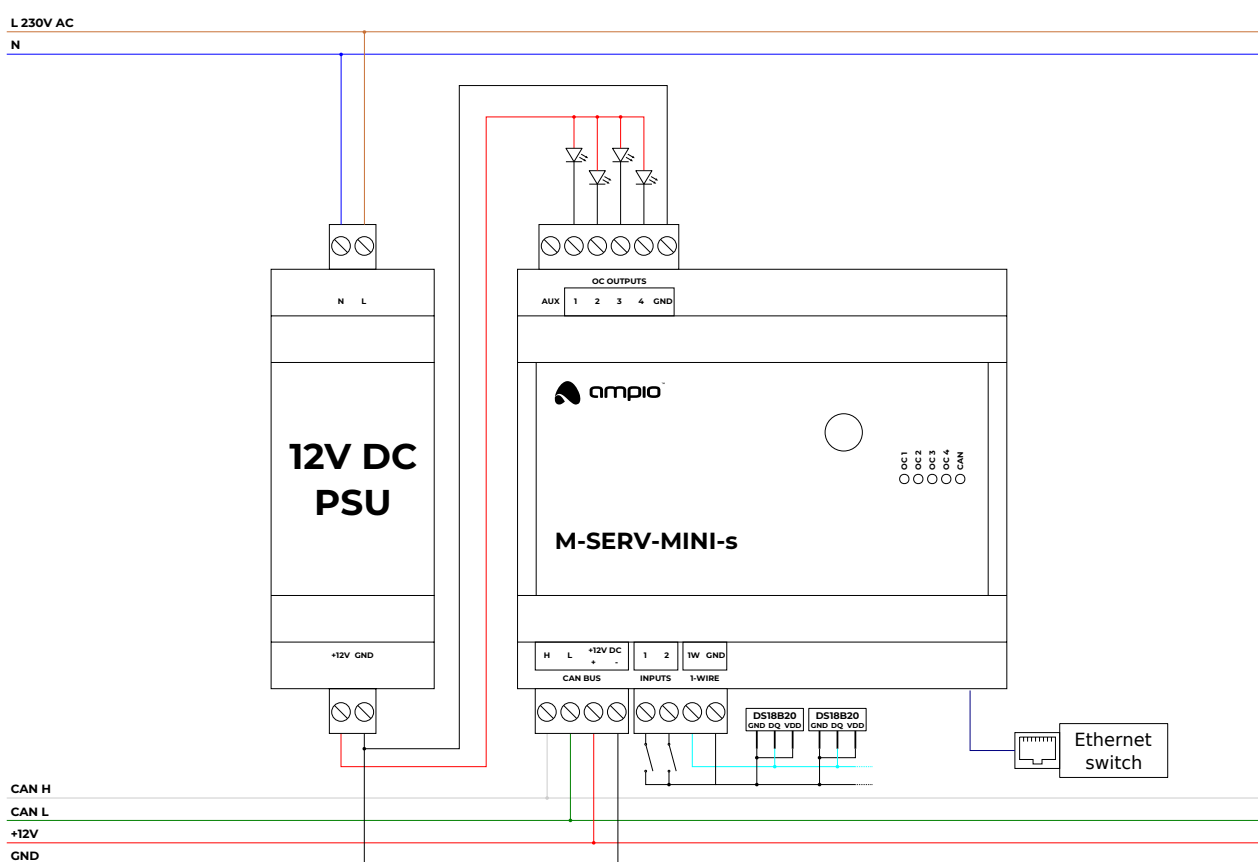 L 230V AC
N
OC OUTPUTS
AUX 1 2 3 4 GND
N L
ampio
12V DC
PSU
OC 1
OC 2
OC 3
OC 4
CAN
M-SERV-MINI-s
+12V GND
H L +12V DC
+ -
CAN BUS
1 2
INPUTS
1W GND
1-WIRE
DS18B20
GND DQ VDD
DS18B20
GND DQ VDD
Ethernet
switch
CAN H
CAN L
+12V
GND